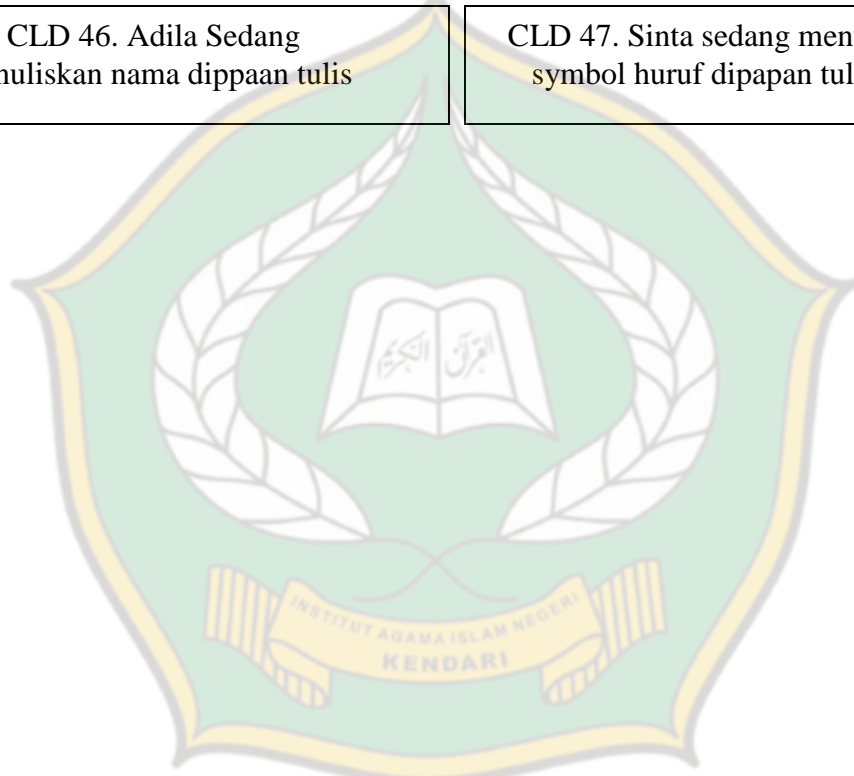 CLD 46. Adila Sedang
nuliskan nama dippaan tulis
CLD 47. Sinta sedang men
symbol huruf dipapan tul
القرآن الكريم
INSTITUT AGAMA ISLAM NEGERI
KENDARI